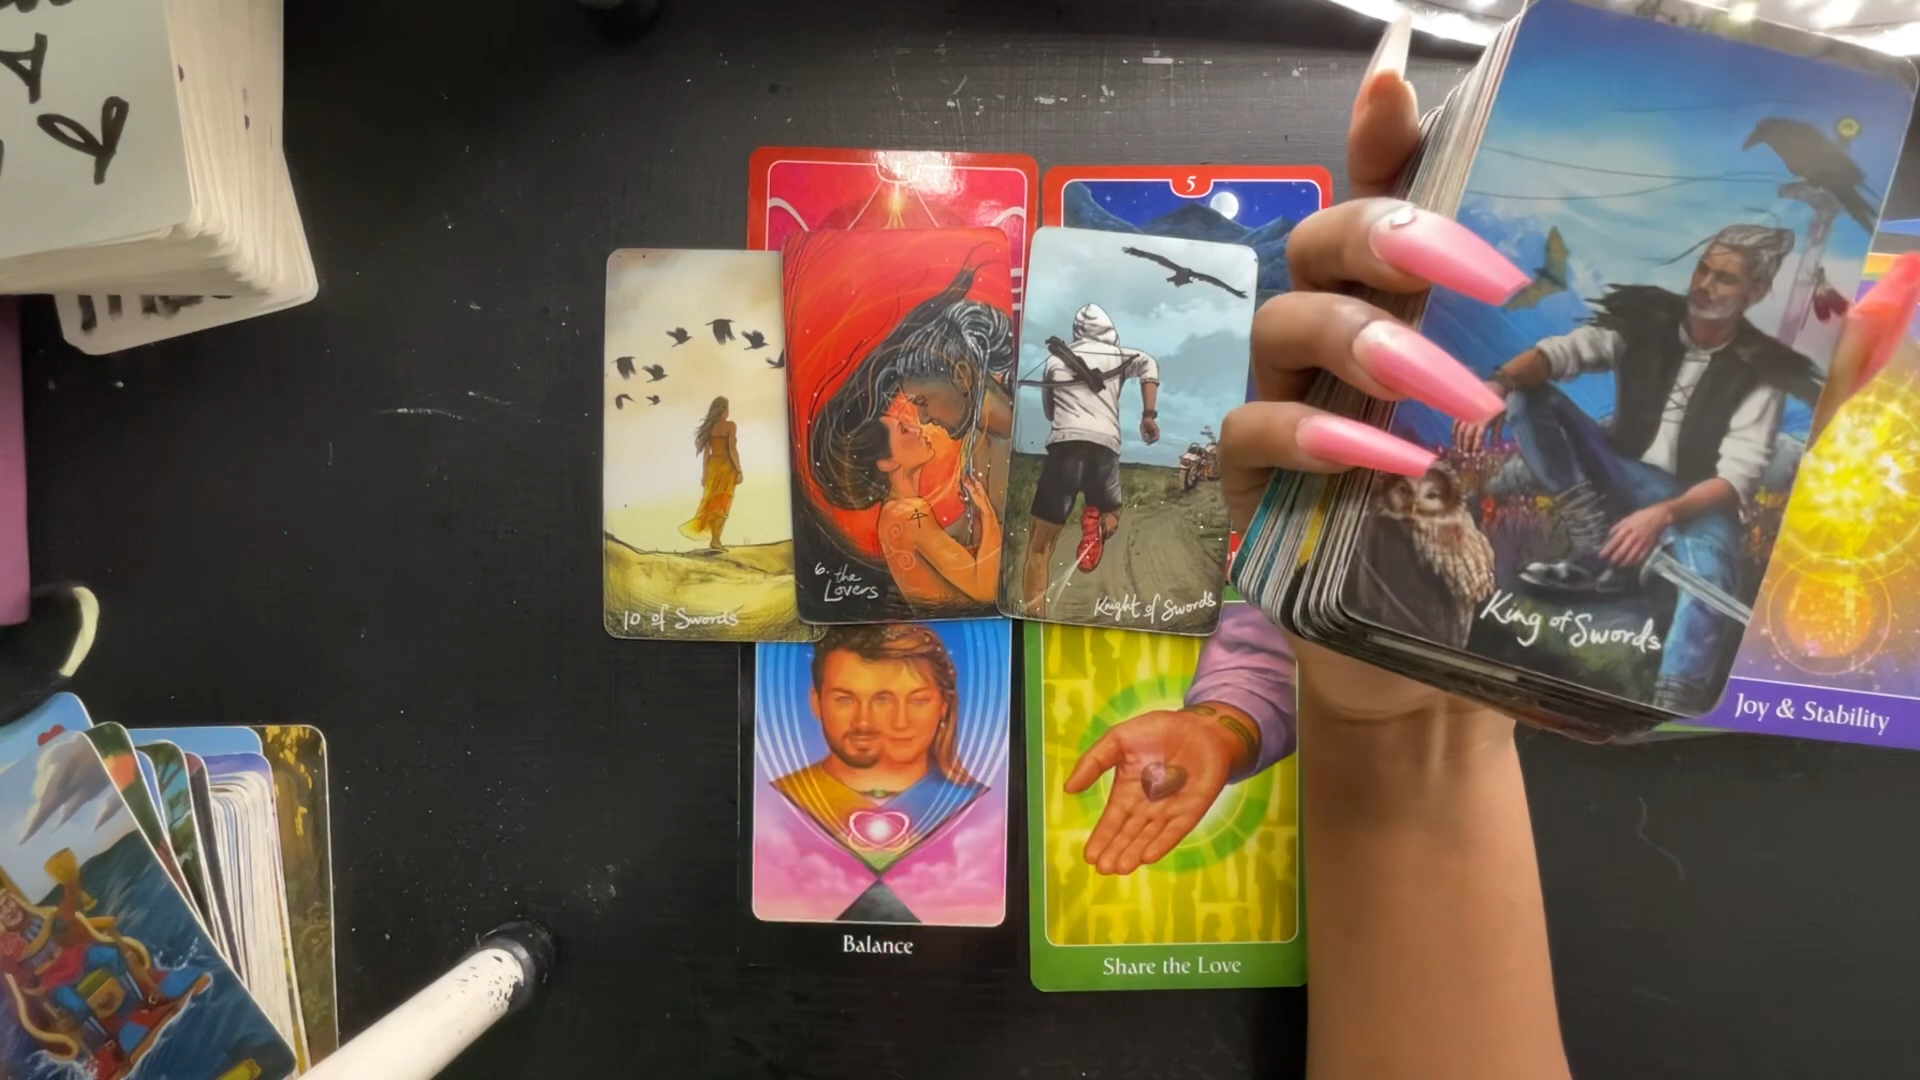 5
10 of Swords
6. the
Lovers
Knight of Swords
King of Swords
Joy & Stability
Balance
Share the Love